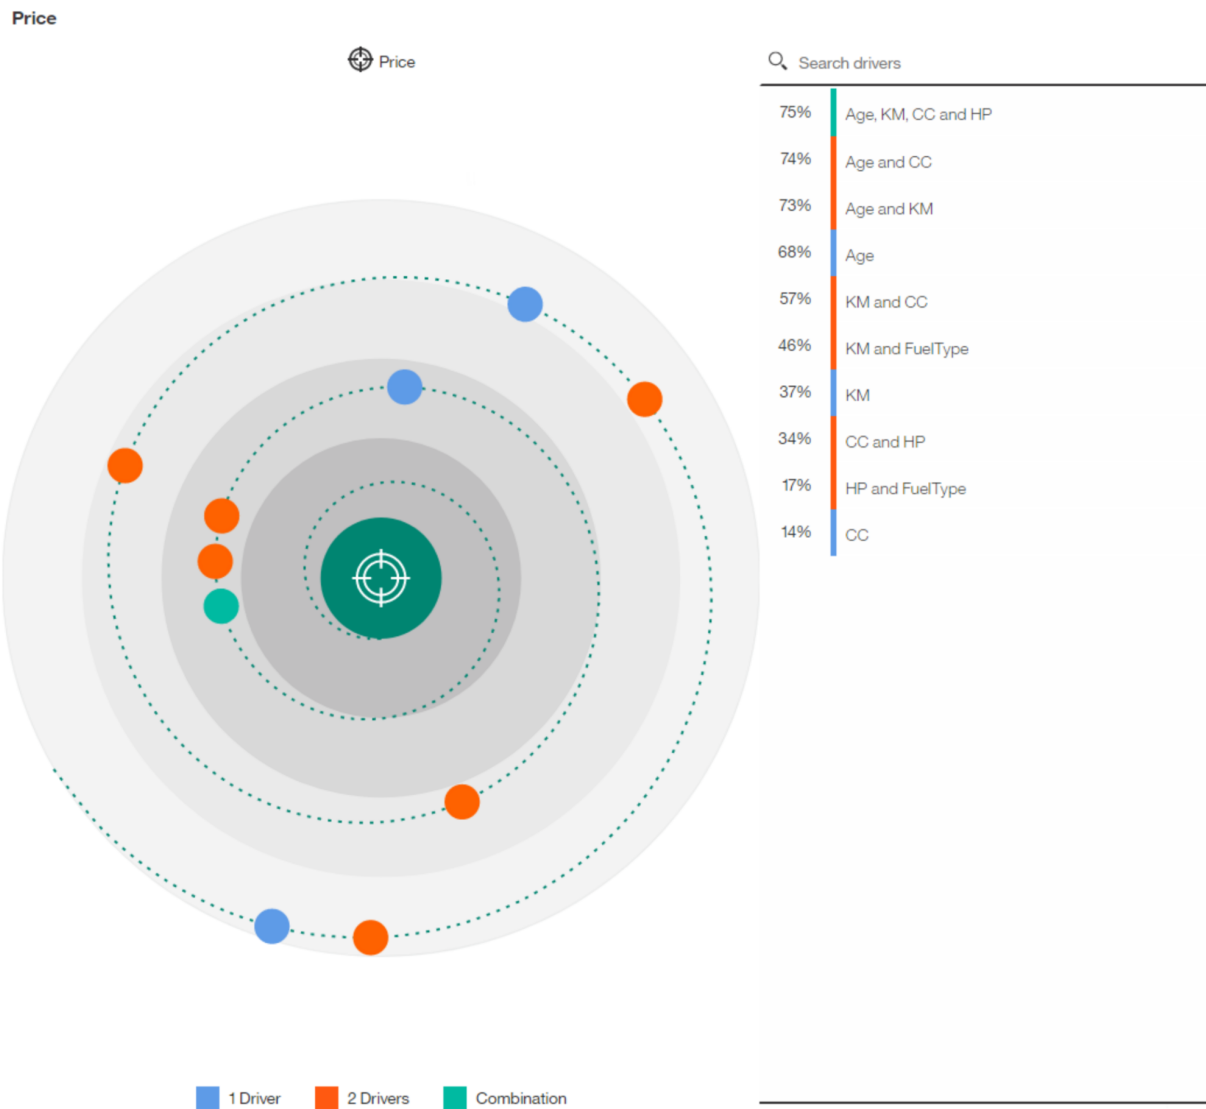 Price
Price
Search drivers
75% Age, KM, CC and HP
74% Age and CC
73% Age and KM
68% Age
57% KM and CC
46% KM and FuelType
37% KM
34% CC and HP
17% HP and FuelType
14% CC
1 Driver 2 Drivers Combination